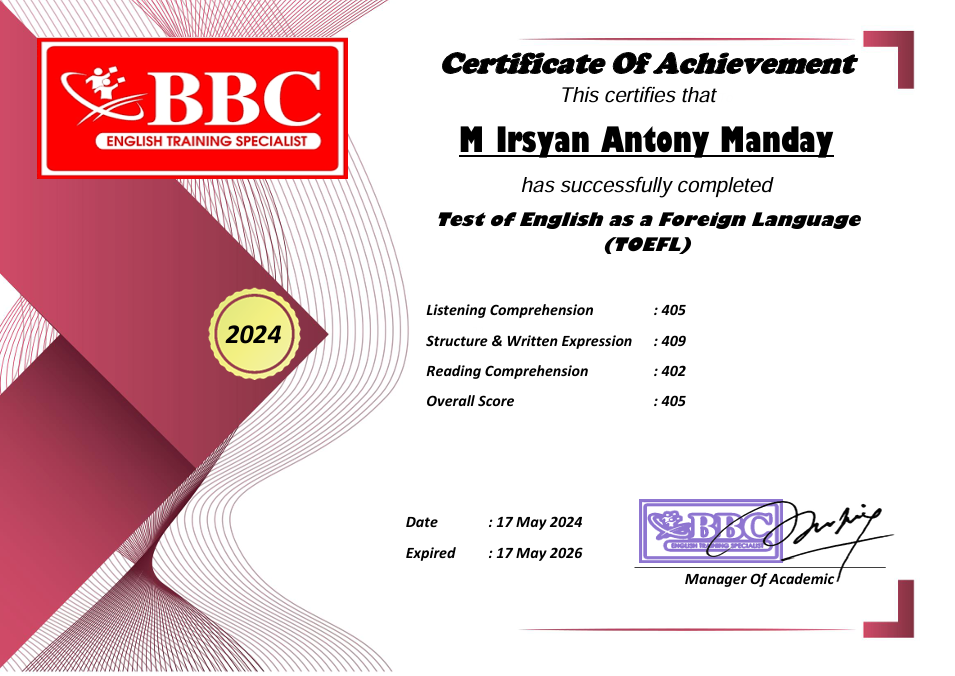 BBC
ENGLISH TRAINING SPECIALIST
Certificate Of Achievement
This certifies that
M Irsyan Antony Manday
has successfully completed
Test of English as a Foreign Language
(TOEFL)
2024
Listening Comprehension : 405
Structure & Written Expression : 409
Reading Comprehension : 402
Overall Score : 405
Date : 17 May 2024
Expired : 17 May 2026
BBC
ENGLISH TRAINING SPECIALIST
Manager Of Academic